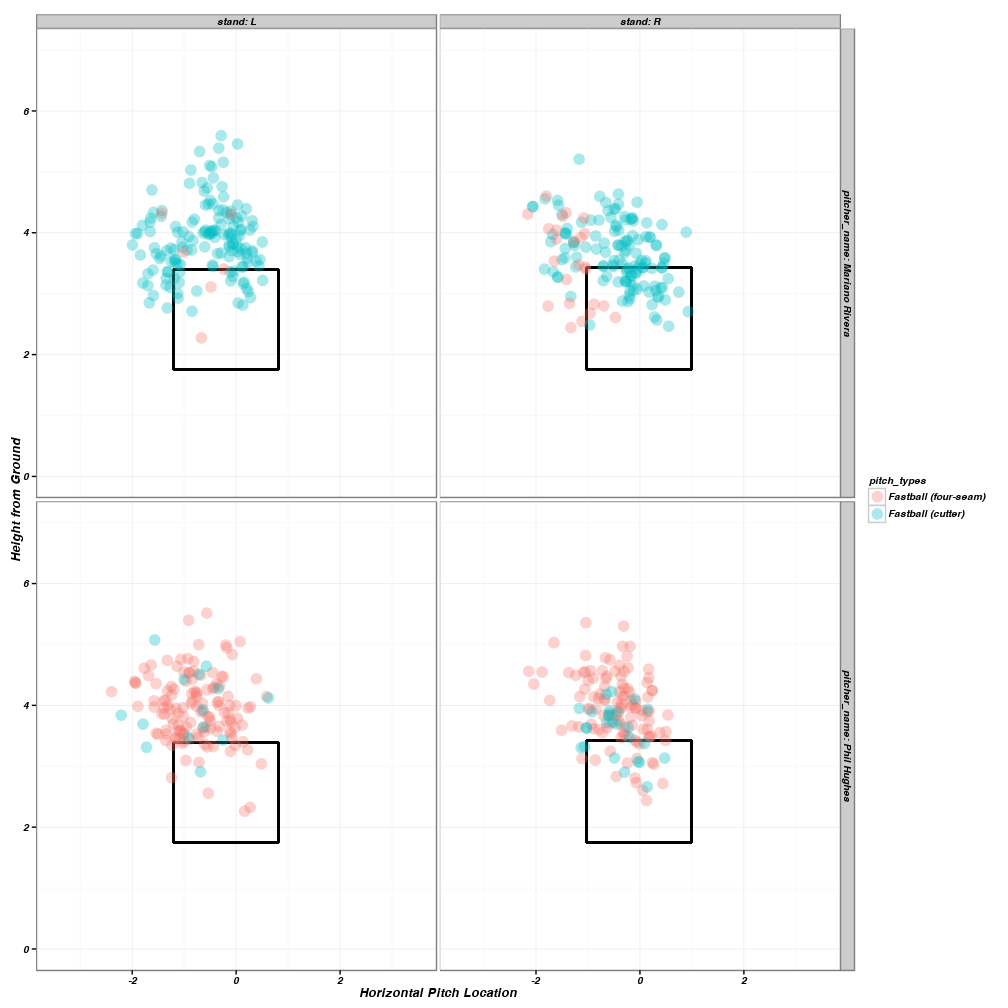 stand: L
stand: R
6
4
2
0
pitcher_name: Mariano Rivera
6
4
2
0
pitcher_name: Phil Hughes
-2
0
2
-2
0
2
Height from Ground
Horizontal Pitch Location
pitch_types
Fastball (four-seam)
Fastball (cutter)